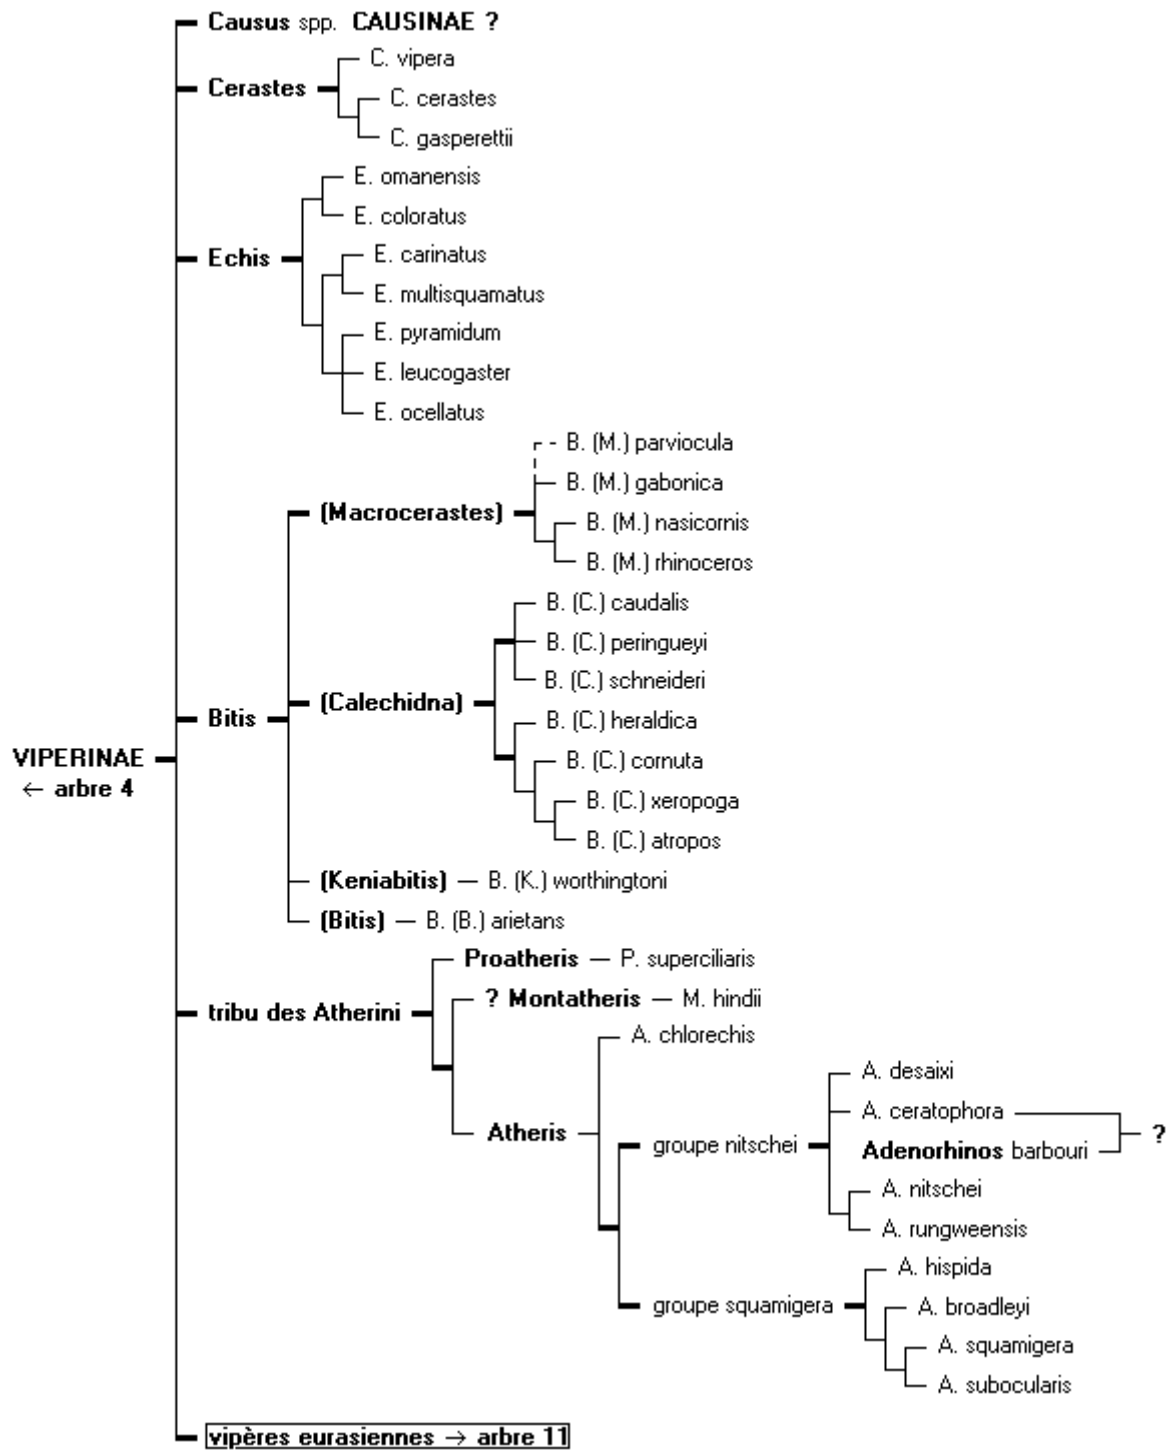 Causus spp. CAUSINAE ?
C. vipera
Cerastes
C. cerastes
C. gasperettii
E. omanensis
E. coloratus
Echis
E. carinatus
E. multisquamatus
E. pyramidum
E. leucogaster
E. ocellatus
B. (M.) parviocula
B. (M.) gabonica
(Macrocerastes)
B. (M.) nasicornis
B. (M.) rhinoceros
B. (C.) caudalis
B. (C.) peringueyi
B. (C.) schneideri
(Calechidna)
Bitis
B. (C.) heraldica
B. (C.) cornuta
VIPERINAE
← arbre 4
B. (C.) xeropoga
B. (C.) atropos
(Keniabitis) — B. (K.) worthingtoni
(Bitis) — B. (B.) arietans
Proatheris — P. superciliaris
? Montatheris — M. hindii
tribu des Atherini
A. chlorechis
A. desaixi
A. ceratophora
Atheris
groupe nitschei
Adenorhinos barbouri
?
A. nitschei
A. rungweensis
A. hispida
groupe squamigera
A. broadleyi
A. squamigera
A. subocularis
vipères eurasiennes → arbre 11